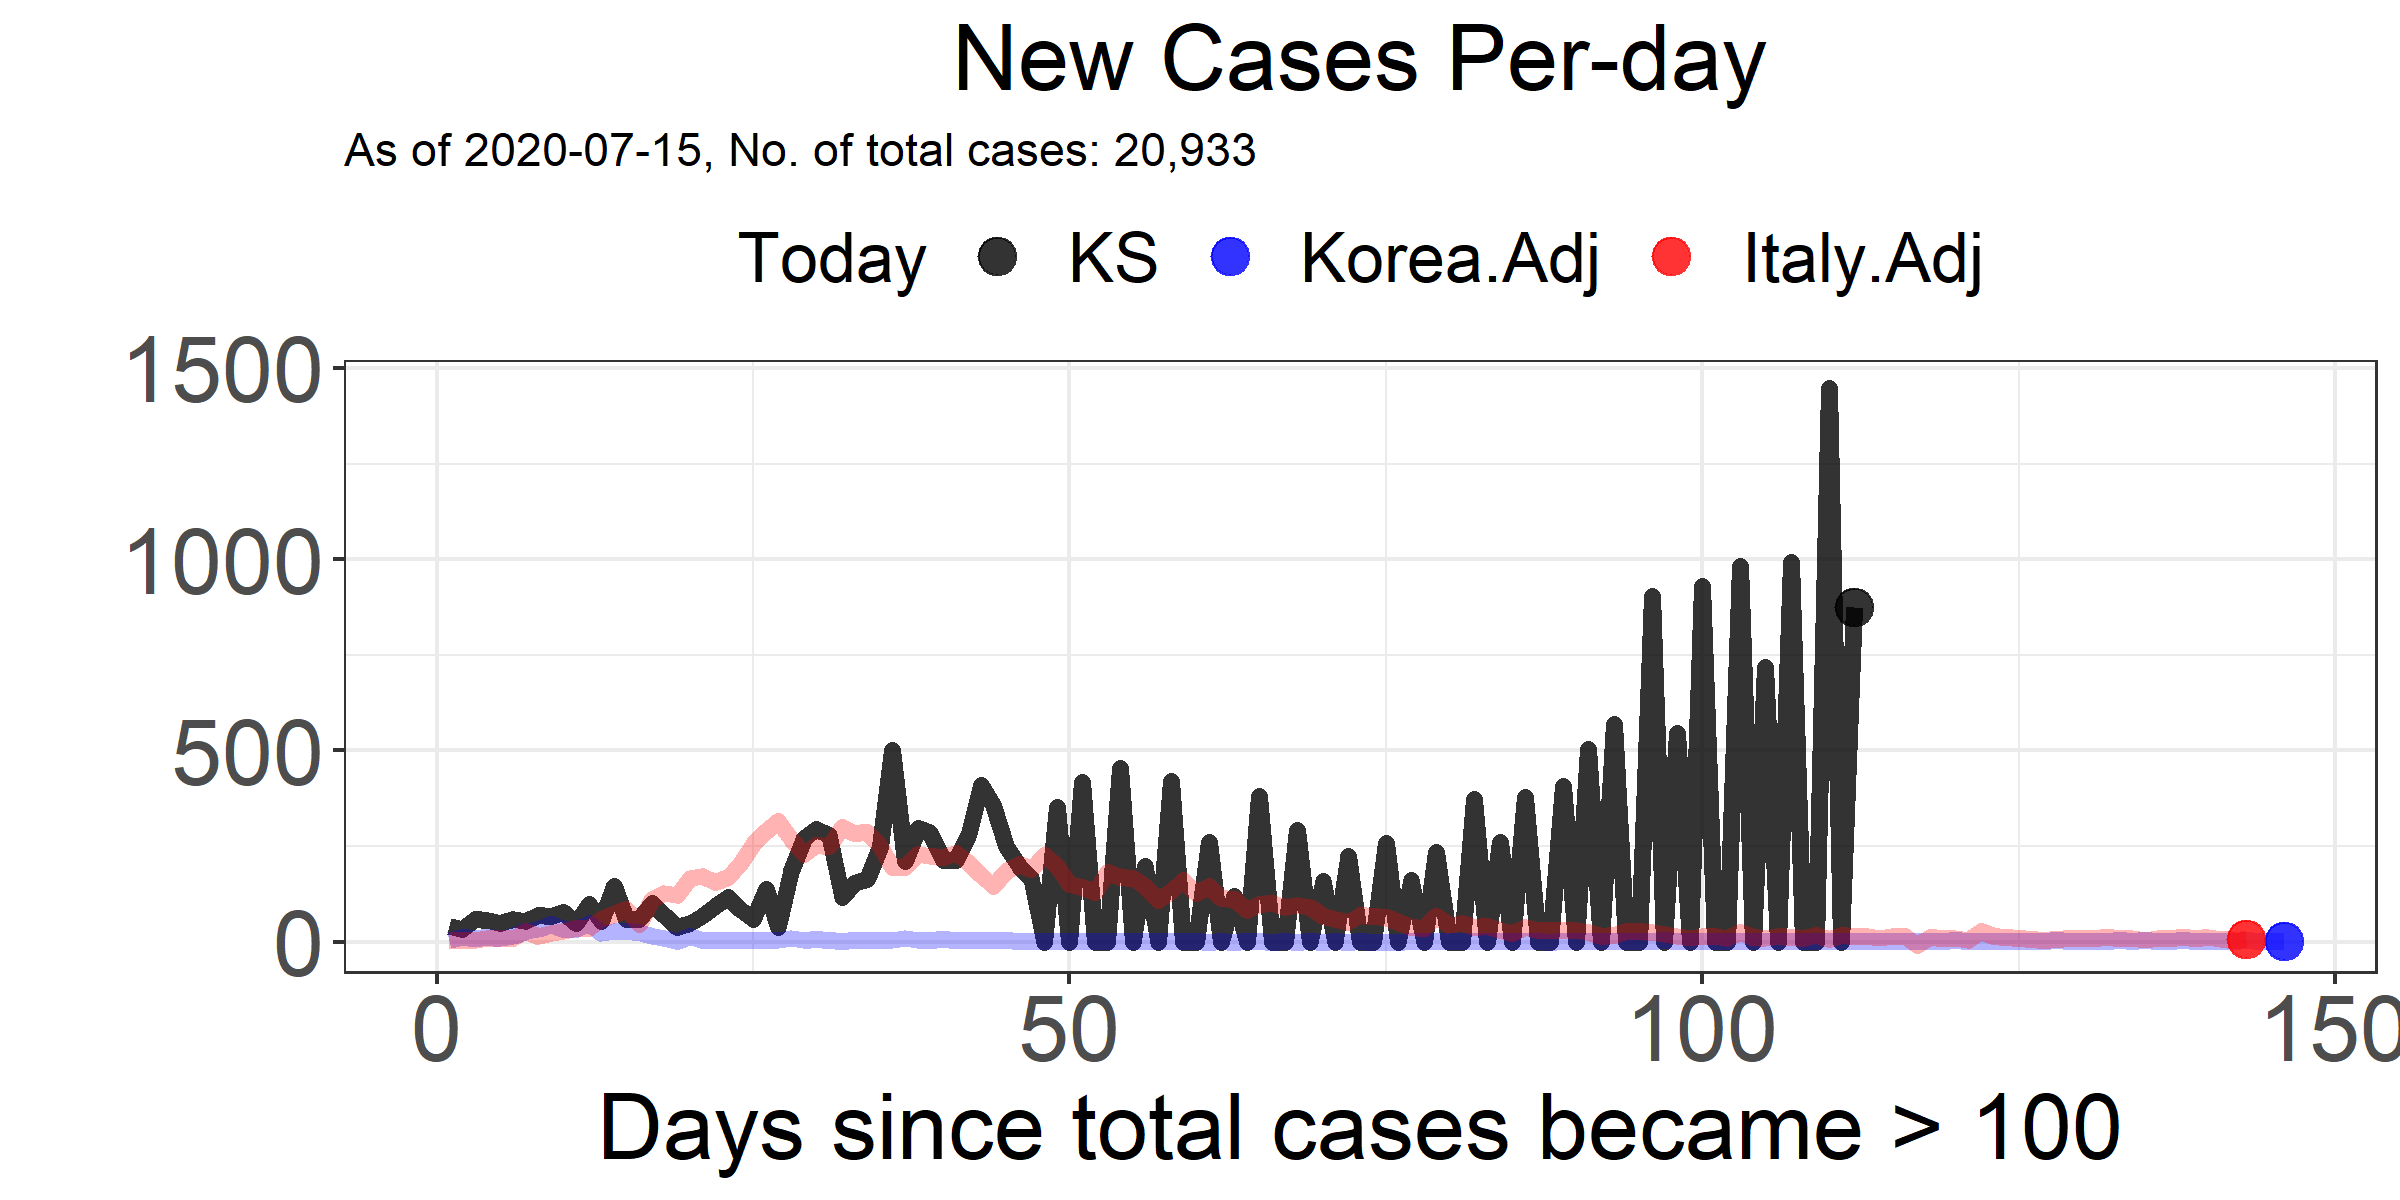 New Cases Per-day
As of 2020-07-15, No. of total cases: 20,933
Today KS Korea.Adj Italy.Adj
1500
1000
500
0
0 50 100 150
Days since total cases became > 100